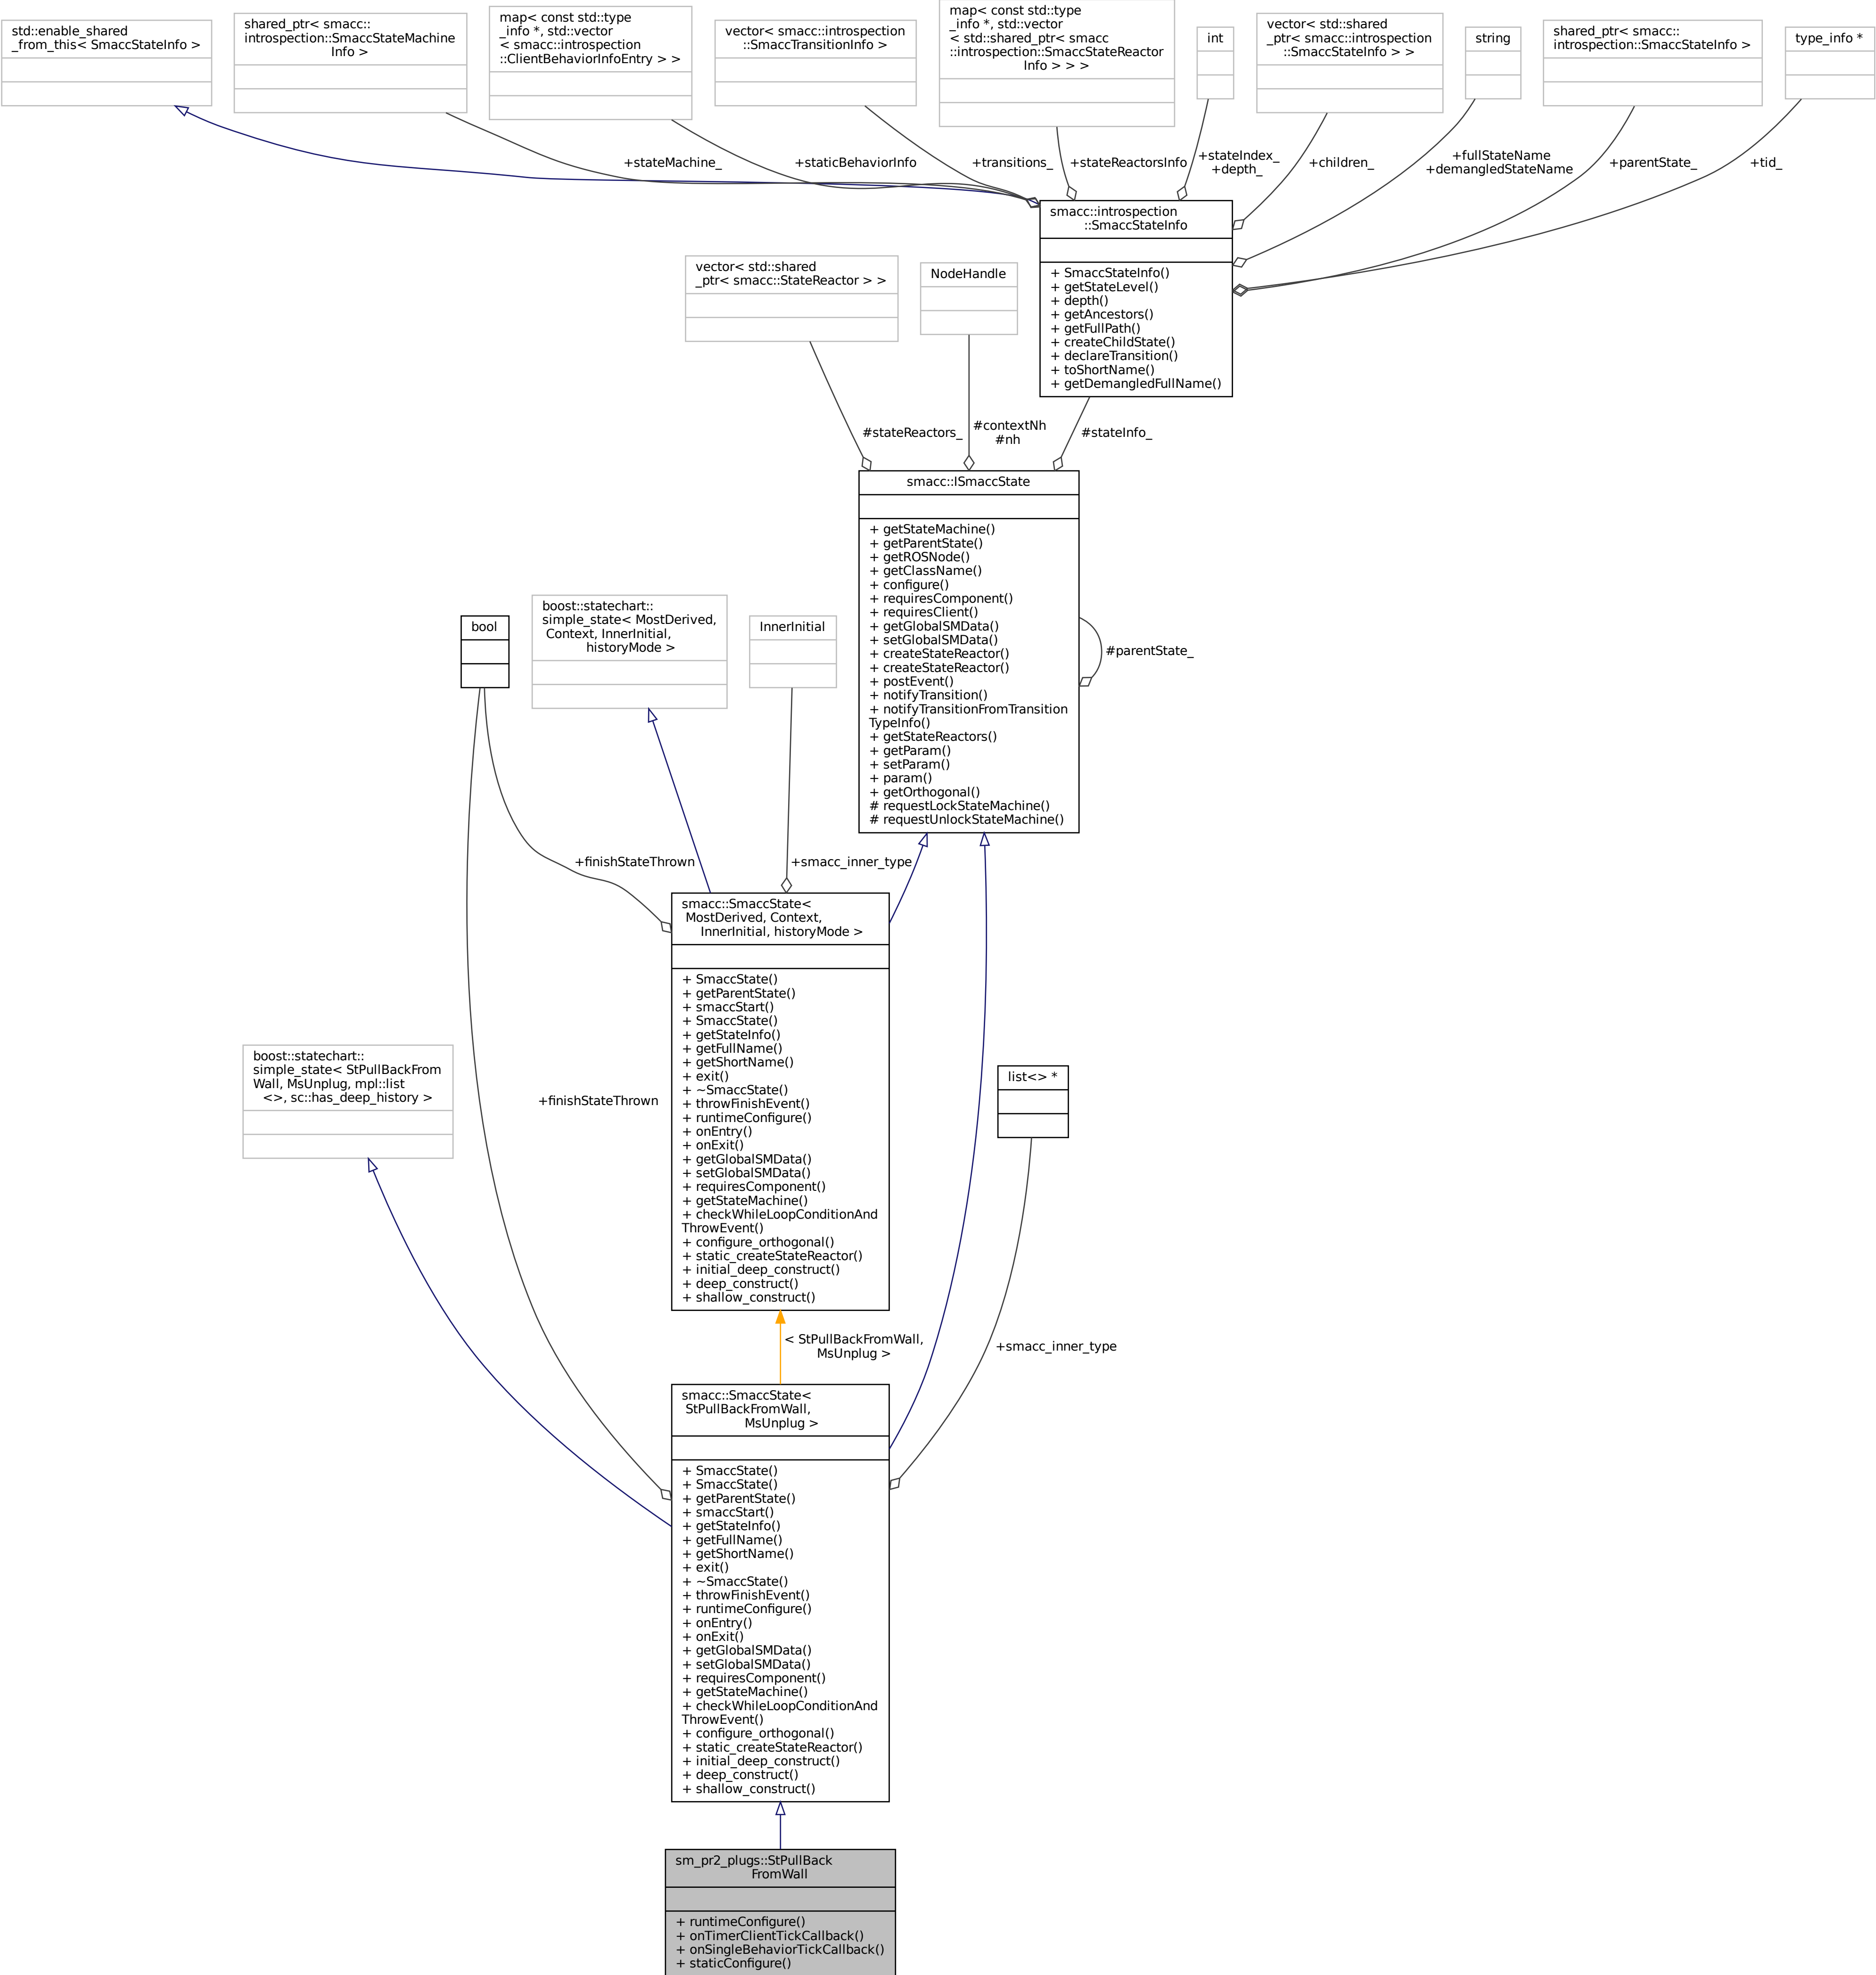 std::enable_shared
_from_this< SmaccStateInfo >
shared_ptr< smacc::
introspection::SmaccStateMachine
Info >
map< const std::type
_info *, std::vector
< smacc::introspection
::ClientBehaviorInfoEntry > >
vector< smacc::introspection
::SmaccTransitionInfo >
map< const std::type
_info *, std::vector
< std::shared_ptr< smacc
::introspection::SmaccStateReactor
Info > > >
int
vector< std::shared
_ptr< smacc::introspection
::SmaccStateInfo > >
string
shared_ptr< smacc::
introspection::SmaccStateInfo >
type_info *
+stateMachine_
+staticBehaviorInfo
+transitions_
+stateReactorsInfo
+stateIndex_
+depth_
+children_
+fullStateName
+demangledStateName
+parentState_
+tid_
smacc::introspection
::SmaccStateInfo
+ SmaccStateInfo()
+ getStateLevel()
+ depth()
+ getAncestors()
+ getFullPath()
+ createChildState()
+ declareTransition()
+ toShortName()
+ getDemangledFullName()
vector< std::shared
_ptr< smacc::StateReactor > >
NodeHandle
#stateReactors_
#contextNh
#nh
#stateInfo_
smacc::ISmaccState
+ getStateMachine()
+ getParentState()
+ getROSNode()
+ getClassName()
+ configure()
+ requiresComponent()
+ requiresClient()
+ getGlobalSMData()
+ setGlobalSMData()
+ createStateReactor()
+ createStateReactor()
+ postEvent()
+ notifyTransition()
+ notifyTransitionFromTransition
TypeInfo()
+ getStateReactors()
+ getParam()
+ setParam()
+ param()
+ getOrthogonal()
# requestLockStateMachine()
# requestUnlockStateMachine()
#parentState_
bool
boost::statechart::
simple_state< MostDerived,
Context, InnerInitial,
historyMode >
InnerInitial
+finishStateThrown
+smacc_inner_type
smacc::SmaccState<
MostDerived, Context,
InnerInitial, historyMode >
+ SmaccState()
+ getParentState()
+ smaccStart()
+ SmaccState()
+ getStateInfo()
+ getFullName()
+ getShortName()
+ exit()
+ ~SmaccState()
+ throwFinishEvent()
+ runtimeConfigure()
+ onEntry()
+ onExit()
+ getGlobalSMData()
+ setGlobalSMData()
+ requiresComponent()
+ getStateMachine()
+ checkWhileLoopConditionAnd
ThrowEvent()
+ configure_orthogonal()
+ static_createStateReactor()
+ initial_deep_construct()
+ deep_construct()
+ shallow_construct()
boost::statechart::
simple_state< StPullBackFrom
Wall, MsUnplug, mpl::list
<>, sc::has_deep_history >
+finishStateThrown
list<> *
< StPullBackFromWall,
MsUnplug >
+smacc_inner_type
smacc::SmaccState<
StPullBackFromWall,
MsUnplug >
+ SmaccState()
+ SmaccState()
+ getParentState()
+ smaccStart()
+ getStateInfo()
+ getFullName()
+ getShortName()
+ exit()
+ ~SmaccState()
+ throwFinishEvent()
+ runtimeConfigure()
+ onEntry()
+ onExit()
+ getGlobalSMData()
+ setGlobalSMData()
+ requiresComponent()
+ getStateMachine()
+ checkWhileLoopConditionAnd
ThrowEvent()
+ configure_orthogonal()
+ static_createStateReactor()
+ initial_deep_construct()
+ deep_construct()
+ shallow_construct()
sm_pr2_plugs::StPullBack
FromWall
+ runtimeConfigure()
+ onTimerClientTickCallback()
+ onSingleBehaviorTickCallback()
+ staticConfigure()